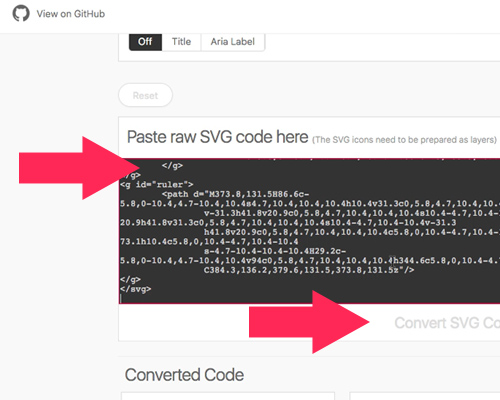 View on GitHub
Off Title Aria Label
Reset
Paste raw SVG code here (The SVG icons need to be prepared as layers)
</g>
</g>
<g id="ruler">
<path d="M373.8,131.5H86.6c-
5.8,0-10.4,4.7-10.4,10.4s4.7,10.4,10.4,10.4h10.4v31.3c0,5.8,4.7,10.4,10.4,10.4
v-31.3h41.8v20.9c0,5.8,4.7,10.4,10.4,10.4s10.4-4.7,10.4-10.4v-
20.9h41.8v31.3c0,5.8,4.7,10.4,10.4,10.4s10.4-4.7,10.4-10.4v-31.3
h41.8v20.9c0,5.8,4.7,10.4,10.4,10.4c5.8,0,10.4-4.7,10.4-
73.1h10.4c5.8,0,10.4-4.7,10.4-10.4
s-4.7-10.4-10.4-10.4H29.2c-
5.8,0-10.4,4.7-10.4,10.4v94c0,5.8,4.7,10.4,10.4,10.4h344.6c5.8,0,10.4-4.7
C384.3,136.2,379.6,131.5,373.8,131.5z"/>
</g>
</svg>
Convert SVG Co
Converted Code